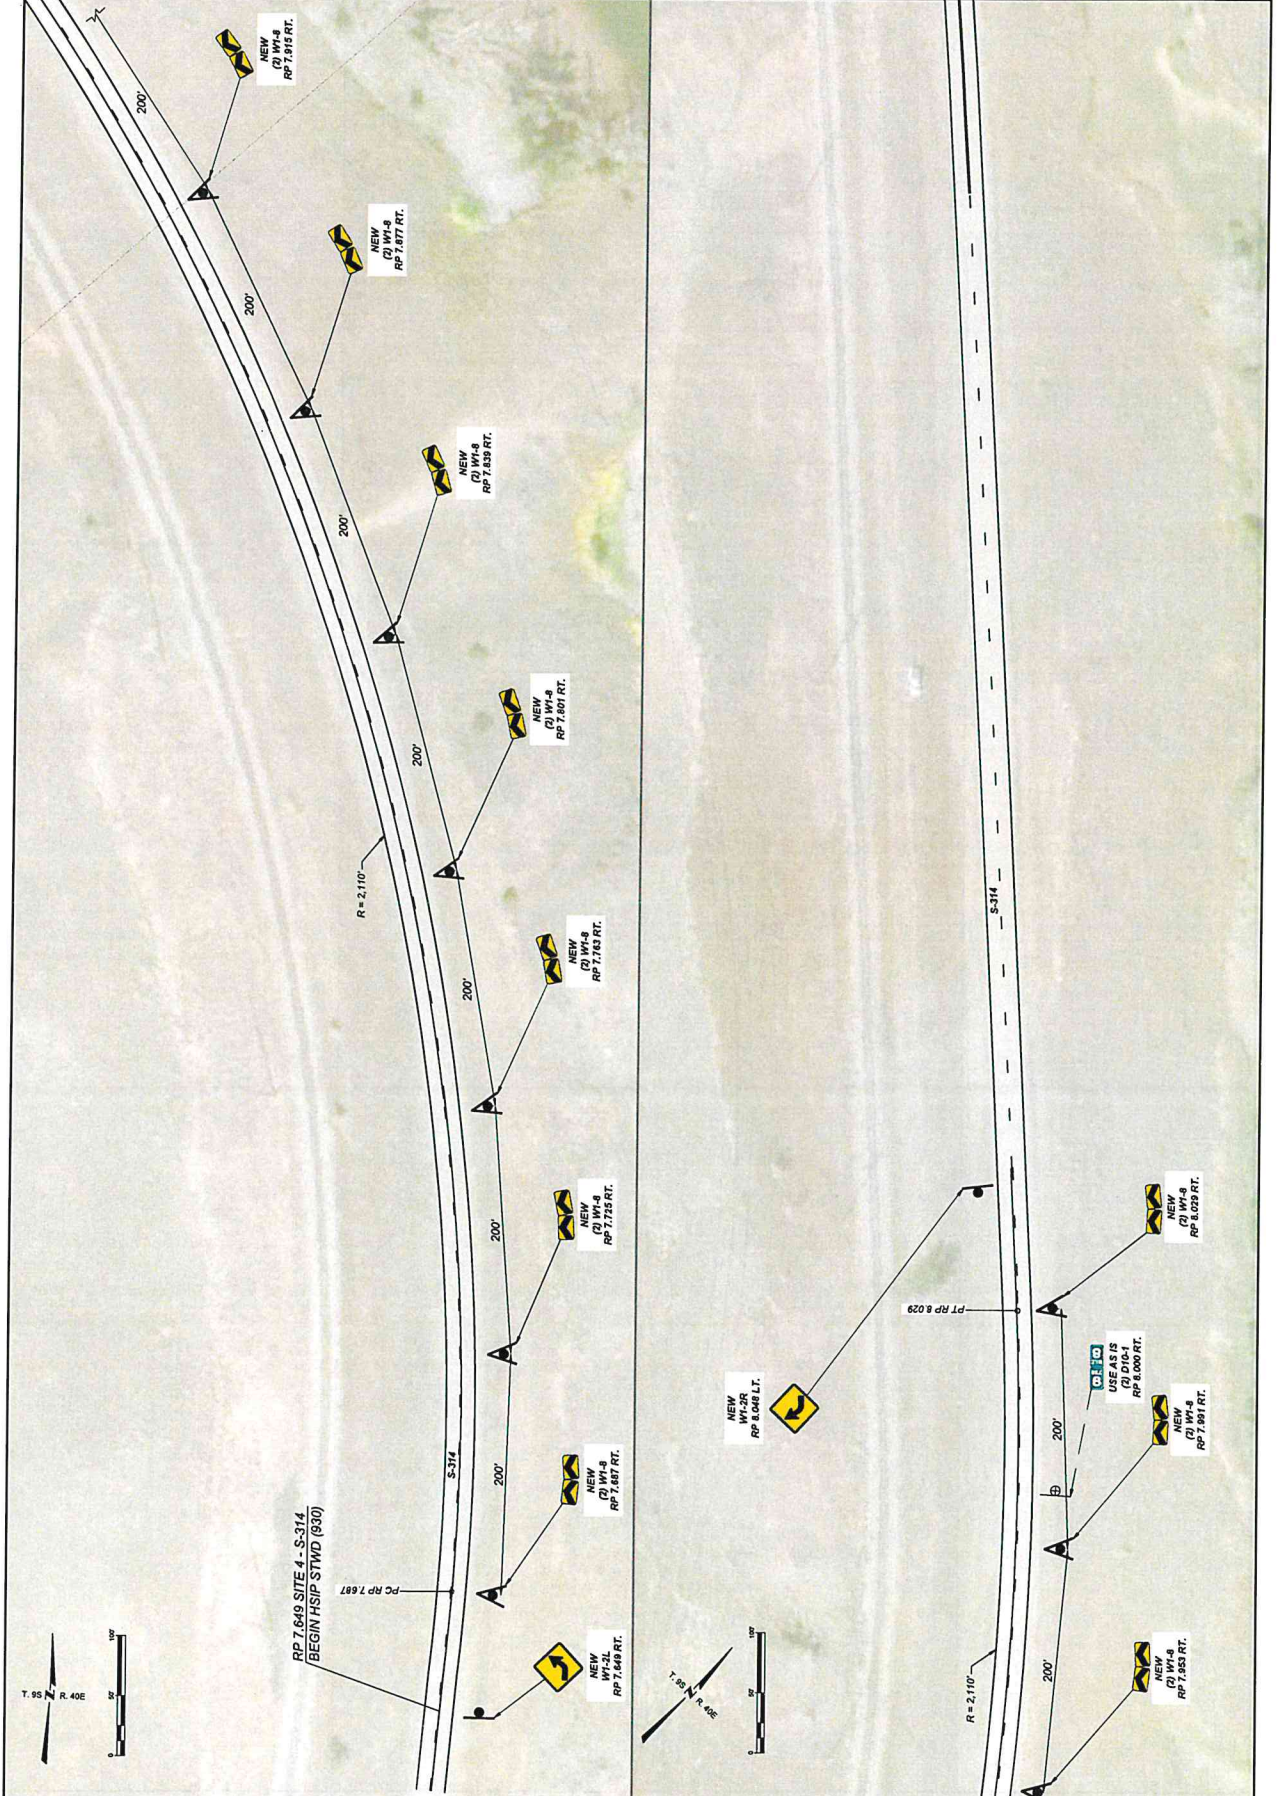 T. 9S N R. 40E
0 50' 100'
RP 7.649 SITE 4 - S-314
BEGIN HSIP STWD (930)
NEW
W1-2L
RP 7.649 RT.
PC RP 7.687
NEW
(2) W1-8
RP 7.687 RT.
S-314
200'
NEW
(2) W1-8
RP 7.725 RT.
200'
NEW
(2) W1-8
RP 7.763 RT.
200'
R = 2,110'
NEW
(2) W1-8
RP 7.801 RT.
200'
NEW
(2) W1-8
RP 7.839 RT.
200'
NEW
(2) W1-8
RP 7.877 RT.
200'
NEW
(2) W1-8
RP 7.915 RT.
200'
T. 9S N R. 40E
0 50' 100'
R = 2,110'
NEW
(2) W1-8
RP 7.953 RT.
200'
NEW
(2) W1-8
RP 7.991 RT.
USE AS IS
(2) D10-1
RP 8.000 RT.
200'
NEW
W1-2R
RP 8.048 LT.
PT RP 8.029
NEW
(2) W1-8
RP 8.029 RT.
S-314